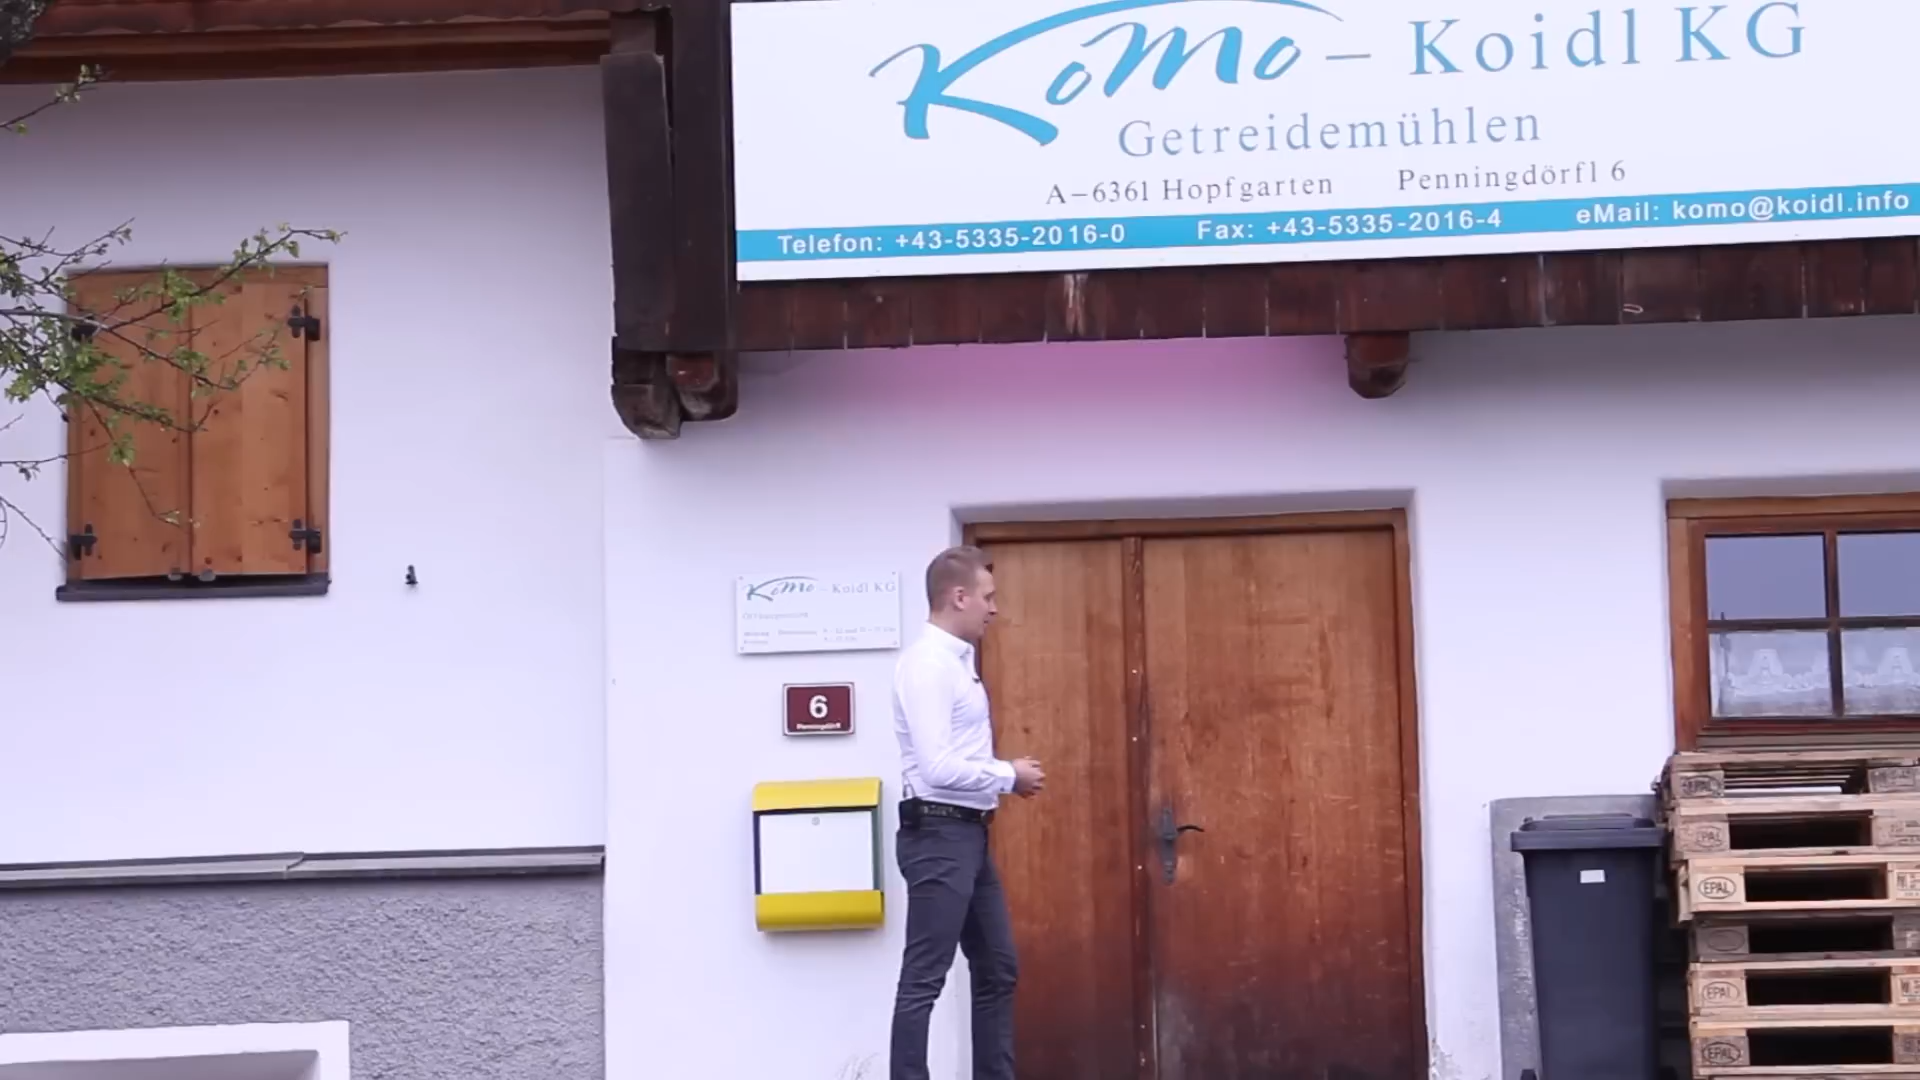 KoMo – Koidl KG
Getreidemühlen
A–6361 Hopfgarten Penningdörfl 6
Telefon: +43-5335-2016-0 Fax: +43-5335-2016-4 eMail: komo@koidl.info
KoMo – Koidl KG
6
Penningdörfl
EPAL
EPAL
EPAL
EPAL
EPAL